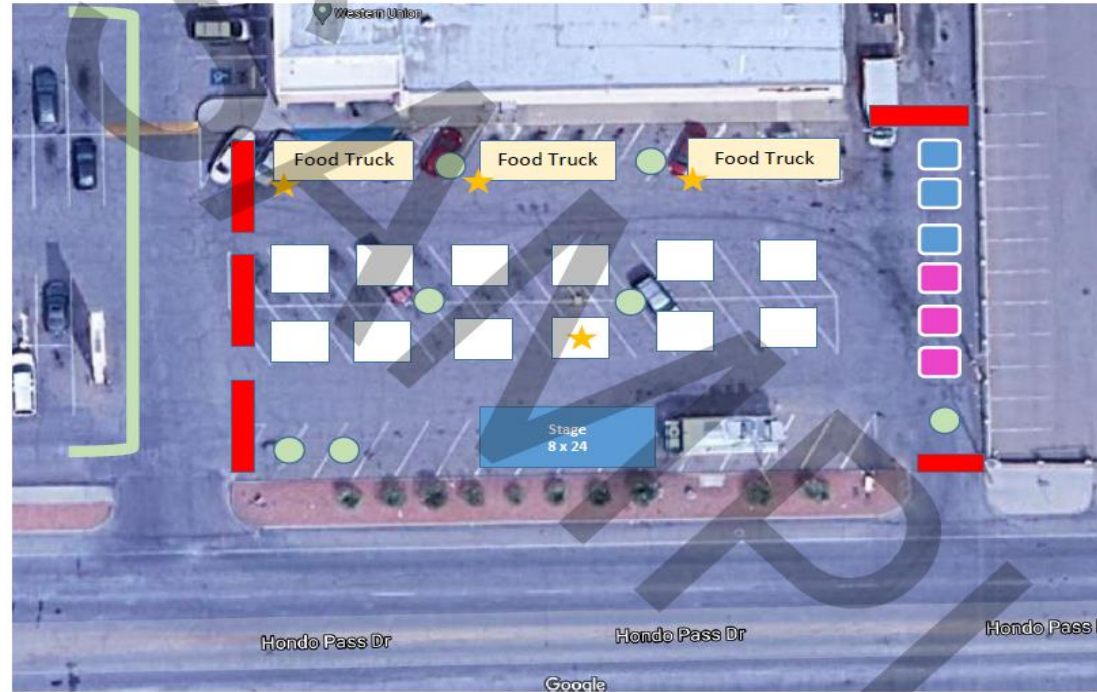 Western Union
Food Truck
Food Truck
Food Truck
Stage
8 x 24
Hondo Pass Dr
Hondo Pass Dr
Hondo Pass
Google
SAMPL